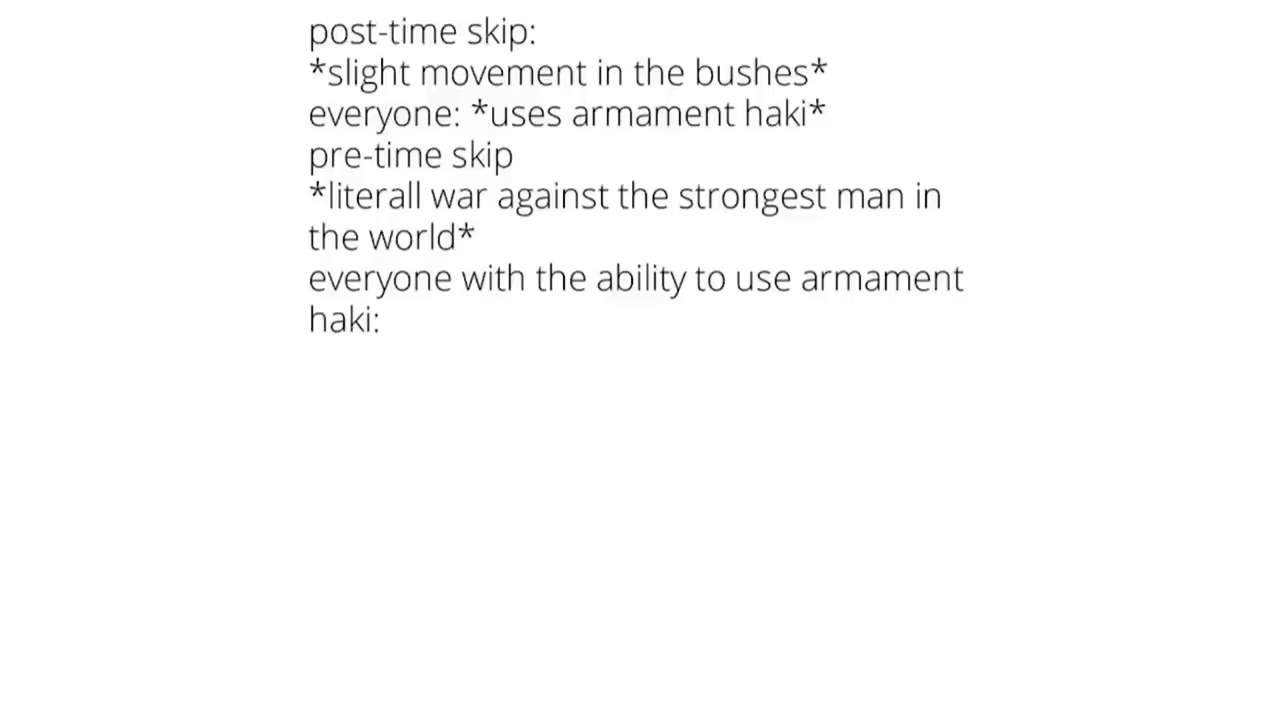 post-time skip:
*slight movement in the bushes*
everyone: *uses armament haki*
pre-time skip
*literall war against the strongest man in
the world*
everyone with the ability to use armament
haki: